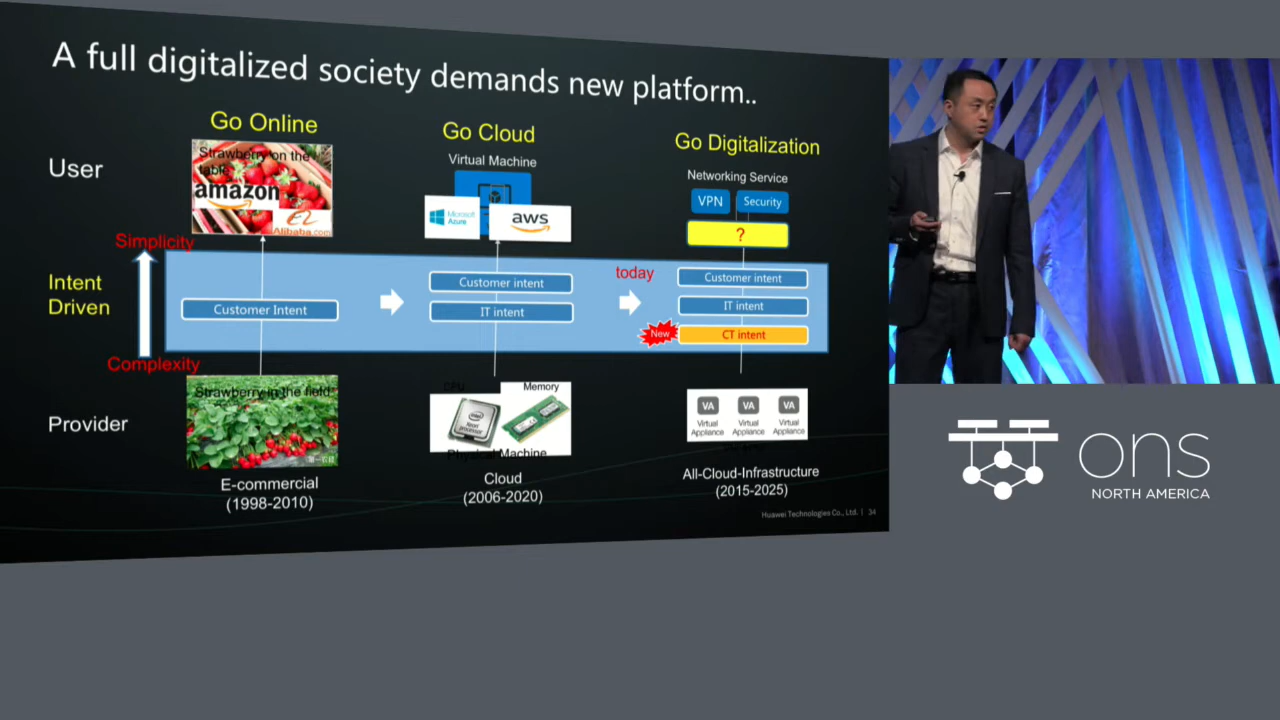 A full digitalized society demands new platform..
Go Online
Go Cloud
Go Digitalization
User
Strawberry on the
table
amazon
Alibaba.com
Virtual Machine
Microsoft
Azure
aws
Networking Service
VPN
Security
?
Simplicity
Intent
Driven
Complexity
Customer Intent
Customer intent
IT intent
today
New
Customer intent
IT intent
CT intent
Provider
Strawberry in the field
CPU
Memory
Physical Machine
VA
Virtual
Appliance
VA
Virtual
Appliance
VA
Virtual
Appliance
E-commercial
(1998-2010)
Cloud
(2006-2020)
All-Cloud-Infrastructure
(2015-2025)
Huawei Technologies Co., Ltd. | 34
ons
NORTH AMERICA